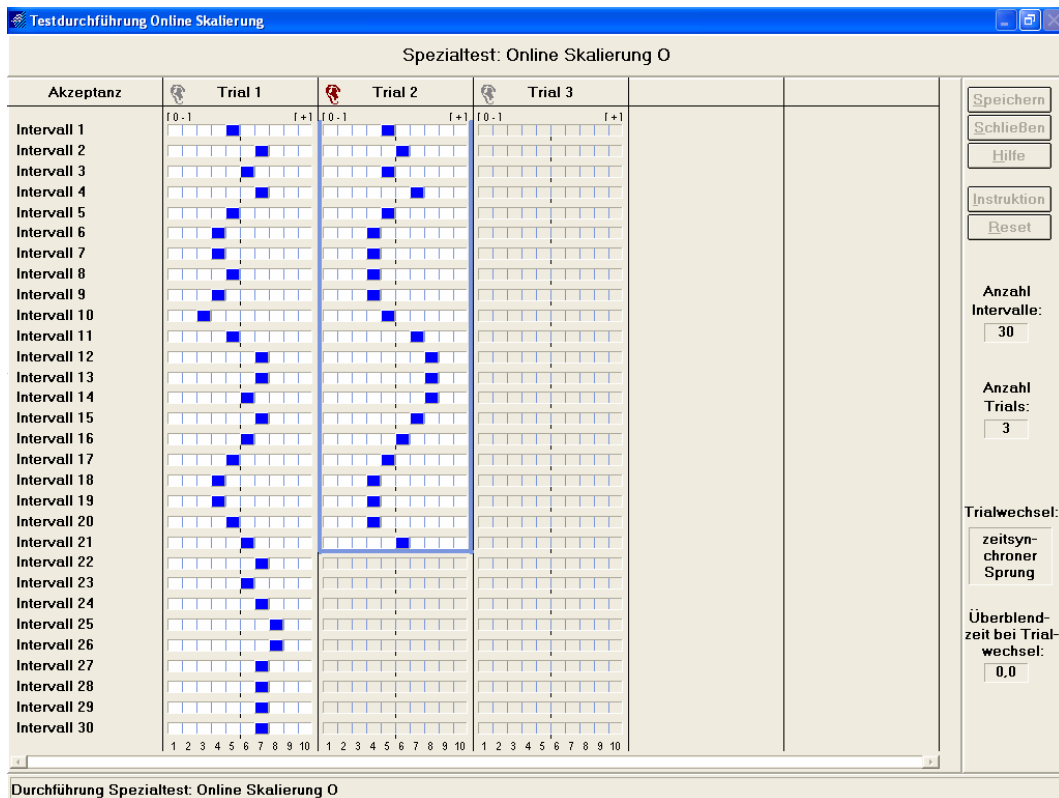 Testdurchführung Online Skalierung
Spezialtest: Online Skalierung O
Akzeptanz Trial 1 Trial 2 Trial 3
[ 0 - ] [ + ] [ 0 - ] [ + ] [ 0 - ] [ + ]
Intervall 1
Intervall 2
Intervall 3
Intervall 4
Intervall 5
Intervall 6
Intervall 7
Intervall 8
Intervall 9
Intervall 10
Intervall 11
Intervall 12
Intervall 13
Intervall 14
Intervall 15
Intervall 16
Intervall 17
Intervall 18
Intervall 19
Intervall 20
Intervall 21
Intervall 22
Intervall 23
Intervall 24
Intervall 25
Intervall 26
Intervall 27
Intervall 28
Intervall 29
Intervall 30
1 2 3 4 5 6 7 8 9 10 1 2 3 4 5 6 7 8 9 10 1 2 3 4 5 6 7 8 9 10
Speichern
Schließen
Hilfe
Instruktion
Reset
Anzahl
Intervalle:
30
Anzahl
Trials:
3
Trialwechsel:
zeitsyn-
chroner
Sprung
Überblend-
zeit bei Trial-
wechsel:
0,0
Durchführung Spezialtest: Online Skalierung O